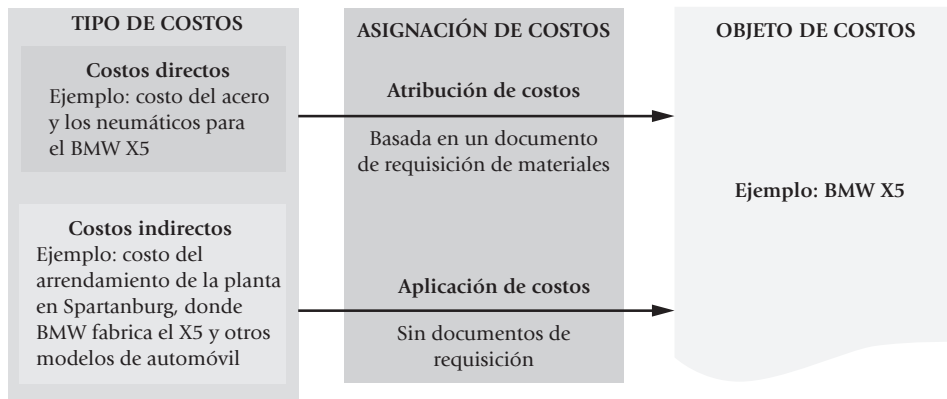 TIPO DE COSTOS
Costos directos
Ejemplo: costo del acero
y los neumáticos para
el BMW X5
Costos indirectos
Ejemplo: costo del
arrendamiento de la planta
en Spartanburg, donde
BMW fabrica el X5 y otros
modelos de automóvil
ASIGNACIÓN DE COSTOS
Atribución de costos
Basada en un documento
de requisición de materiales
Aplicación de costos
Sin documentos de
requisición
OBJETO DE COSTOS
Ejemplo: BMW X5